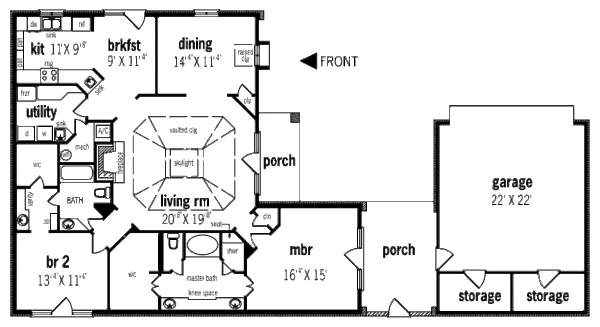 dw
sink
ref
kit 11' X 9'⁸
brkfst
9' X 11'⁴
dining
14'⁴ X 11'⁴
raised clg
FRONT
pan
pan
rng
sink
frzr
utility
d
w
sink
A/C
mech
clo
vaulted clg
skylight
fireplace
porch
garage
22' X 22'
w/c
BATH
vanity
living rm
20'⁸ X 19'⁸
seat
clo
shwr
br 2
13'⁴ X 11'⁴
w/c
master bath
knee space
mbr
16'⁴ X 15'
porch
storage
storage